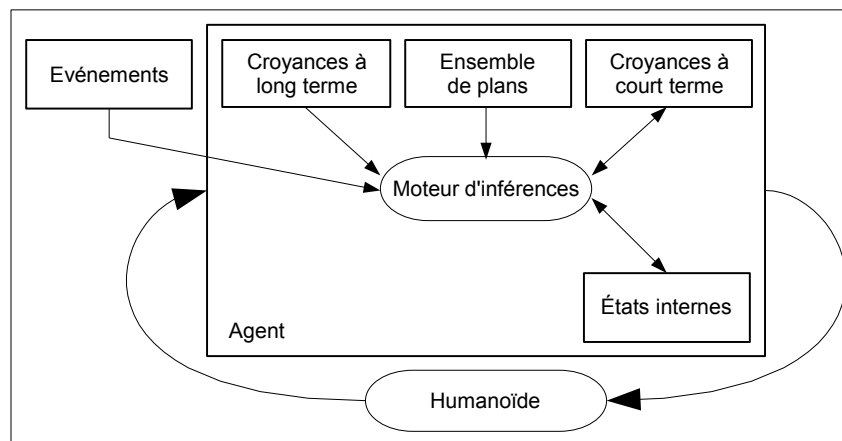 Evénements
Croyances à
long terme
Ensemble
de plans
Croyances à
court terme
Moteur d'inférences
États internes
Agent
Humanoïde